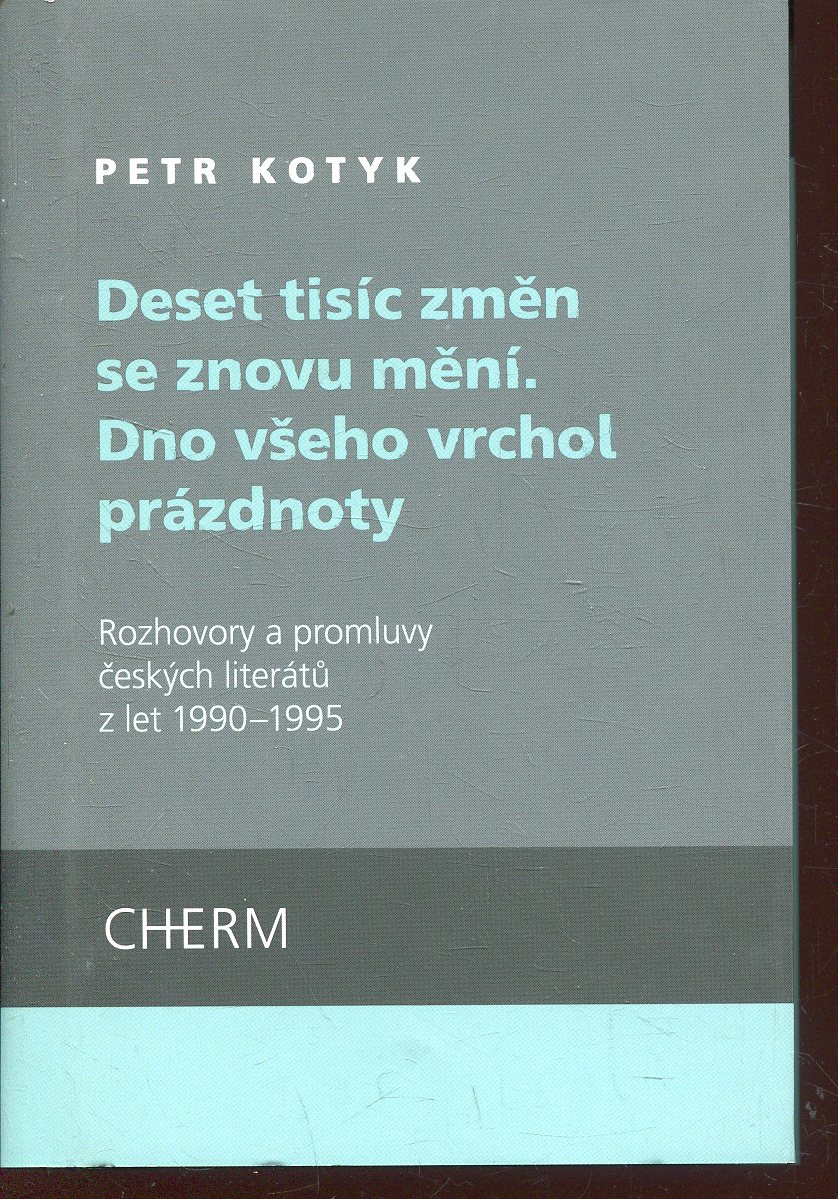 PETR KOTYK
Deset tisíc změn
se znovu mění.
Dno všeho vrchol
prázdnoty
Rozhovory a promluvy
českých literátů
z let 1990–1995
CHERM